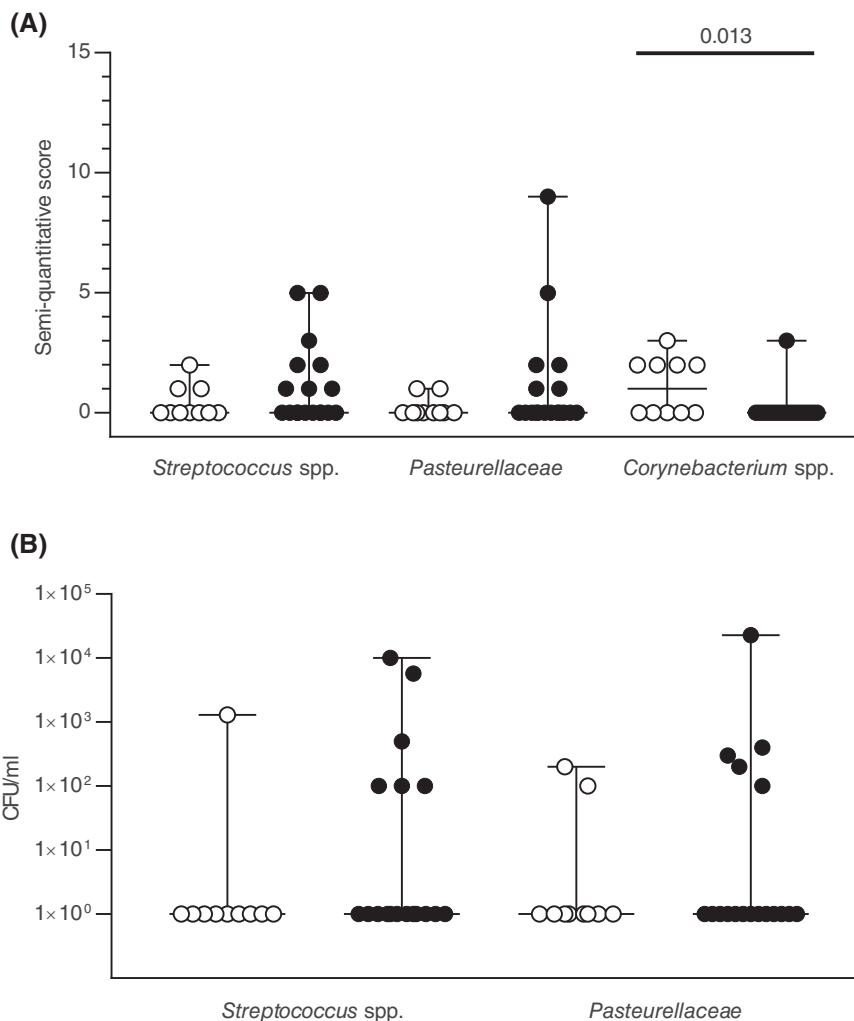 (A)
0.013
15
10
5
0
Semi-quantitative score
Streptococcus spp. Pasteurellaceae Corynebacterium spp.
(B)
1×10⁵
1×10⁴
1×10³
1×10²
1×10¹
1×10⁰
CFU/ml
Streptococcus spp. Pasteurellaceae